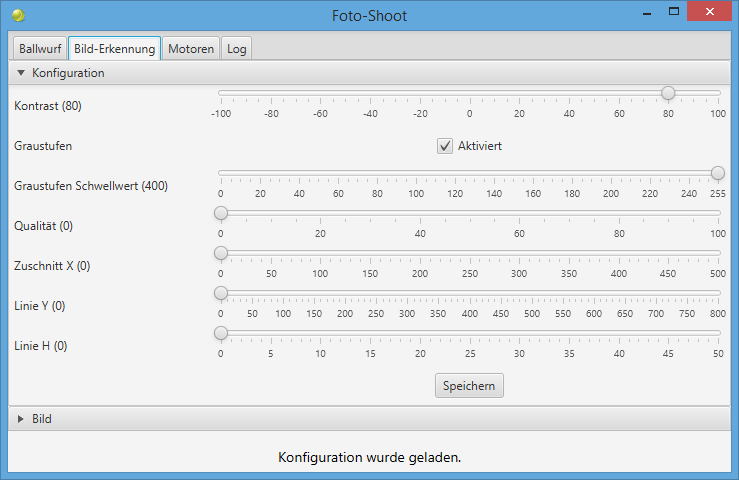 Foto-Shoot
Ballwurf Bild-Erkennung Motoren Log
Konfiguration
Kontrast (80)
-100 -80 -60 -40 -20 0 20 40 60 80 100
Graustufen Aktiviert
Graustufen Schwellwert (400)
0 20 40 60 80 100 120 140 160 180 200 220 240 255
Qualität (0)
0 20 40 60 80 100
Zuschnitt X (0)
0 50 100 150 200 250 300 350 400 450 500
Linie Y (0)
0 50 100 150 200 250 300 350 400 450 500 550 600 650 700 750 800
Linie H (0)
0 5 10 15 20 25 30 35 40 45 50
Speichern
Bild
Konfiguration wurde geladen.